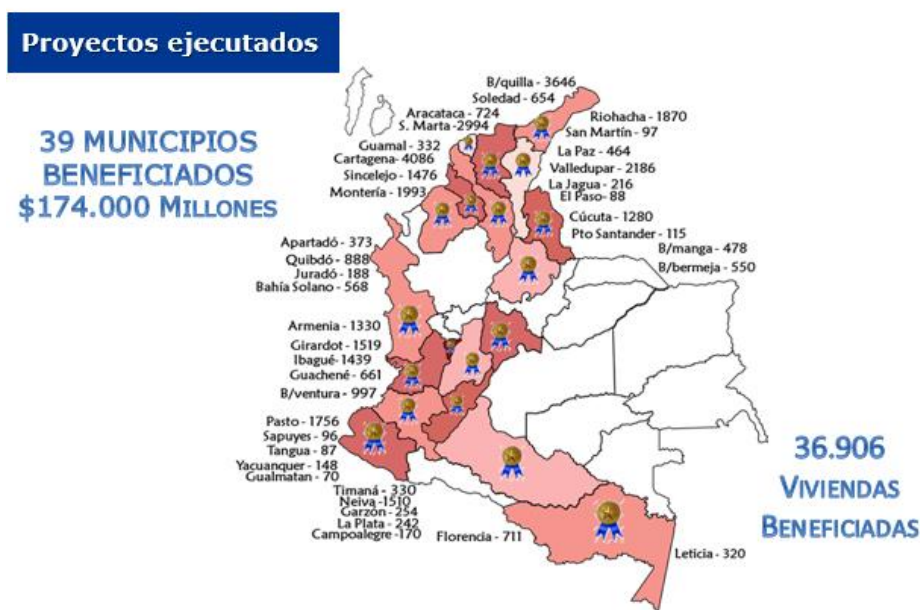 Proyectos ejecutados
39 MUNICIPIOS
BENEFICIADOS
$174.000 MILLONES
B/quilla - 3646
Soledad - 654
Aracataca - 724
S. Marta -2994
Guamal - 332
Cartagena - 4086
Sincelejo - 1476
Montería - 1993
Riohacha - 1870
San Martín - 97
La Paz - 464
Valledupar - 2186
La Jagua - 216
El Paso- 88
Cúcuta - 1280
Pto Santander - 115
B/manga - 478
B/bermeja - 550
Apartadó - 373
Quibdó - 888
Juradó - 188
Bahía Solano - 568
Armenia - 1330
Girardot - 1519
Ibagué- 1439
Guachené - 661
B/ventura - 997
Pasto - 1756
Sapuyes - 96
Tangua - 87
Yacuanquer - 148
Gualmatan - 70
Timaná - 330
Neiva -1510
Garzón - 254
La Plata - 242
Campoalegre -170
Florencia - 711
Leticia - 320
36.906
VIVIENDAS
BENEFICIADAS